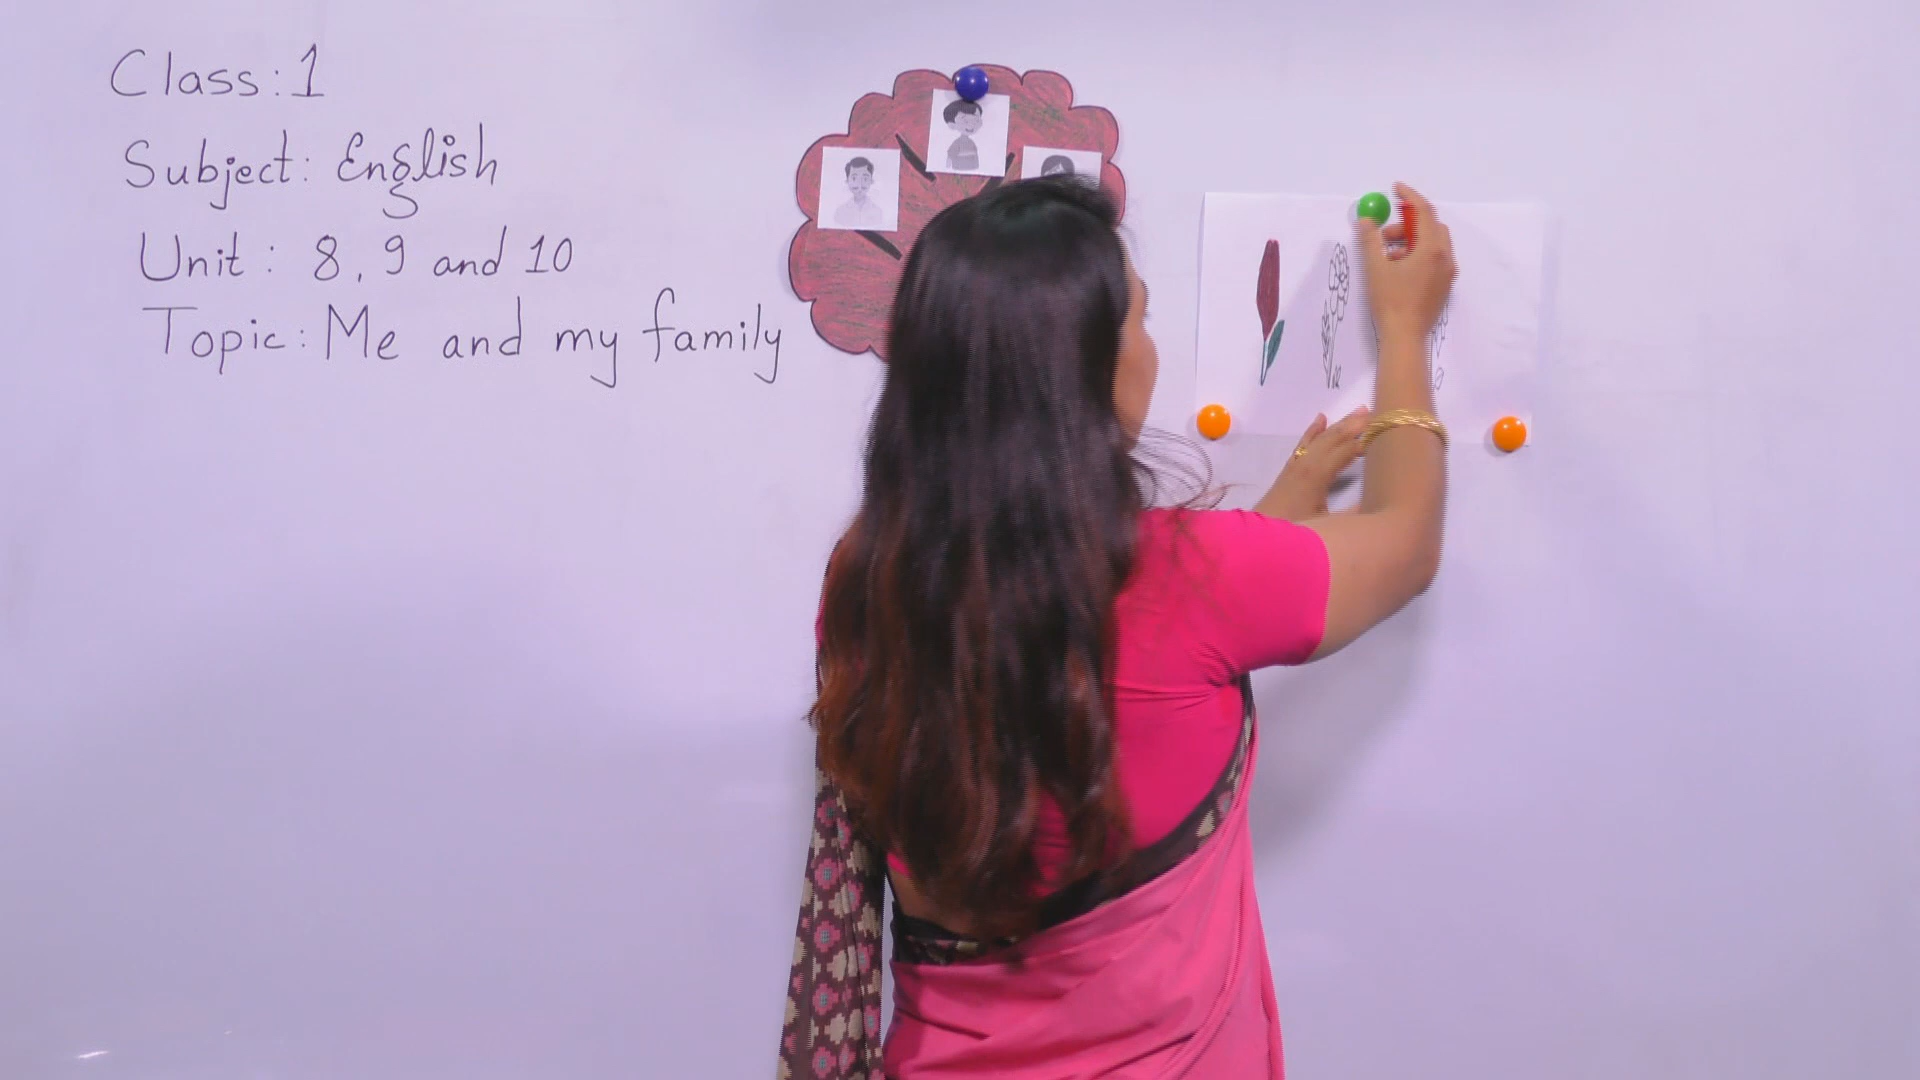 Class: 1
Subject: English
Unit: 8, 9 and 10
Topic: Me and my family